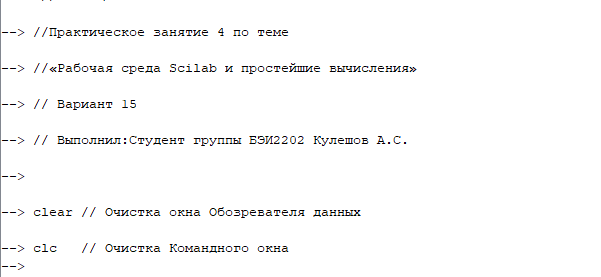 --> //Практическое занятие 4 по теме
--> //«Рабочая среда Scilab и простейшие вычисления»
--> // Вариант 15
--> // Выполнил:Студент группы БЭИ2202 Кулешов А.С.
-->
--> clear // Очистка окна Обозревателя данных
--> clc   // Очистка Командного окна
-->